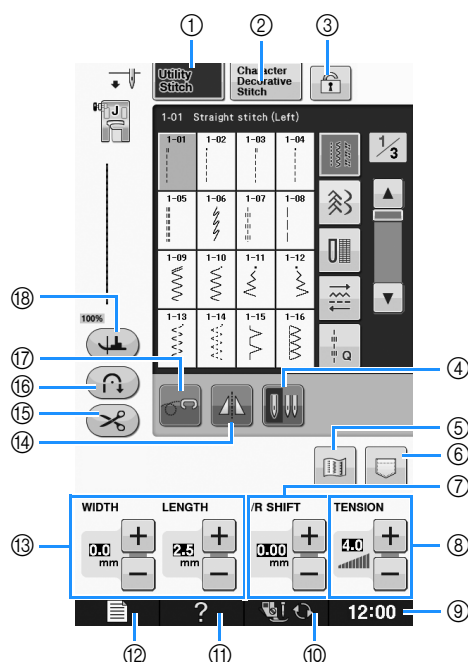 ① ② ③
Utility Stitch
Character Decorative Stitch
J
1-01 Straight stitch (Left)
1-01 1-02 1-03 1-04
1/3
1-05 1-06 1-07 1-08
1-09 1-10 1-11 1-12
100%
1-13 1-14 1-15 1-16
Q
⑱
⑰
⑯
④
⑮
⑭
⑤
⑥
⑦
WIDTH LENGTH /R SHIFT TENSION
⑬ 0.0 mm + − 2.5 mm + − 0.00 mm + − 4.0 + − ⑧
? 12:00 ⑨
⑫ ⑪ ⑩